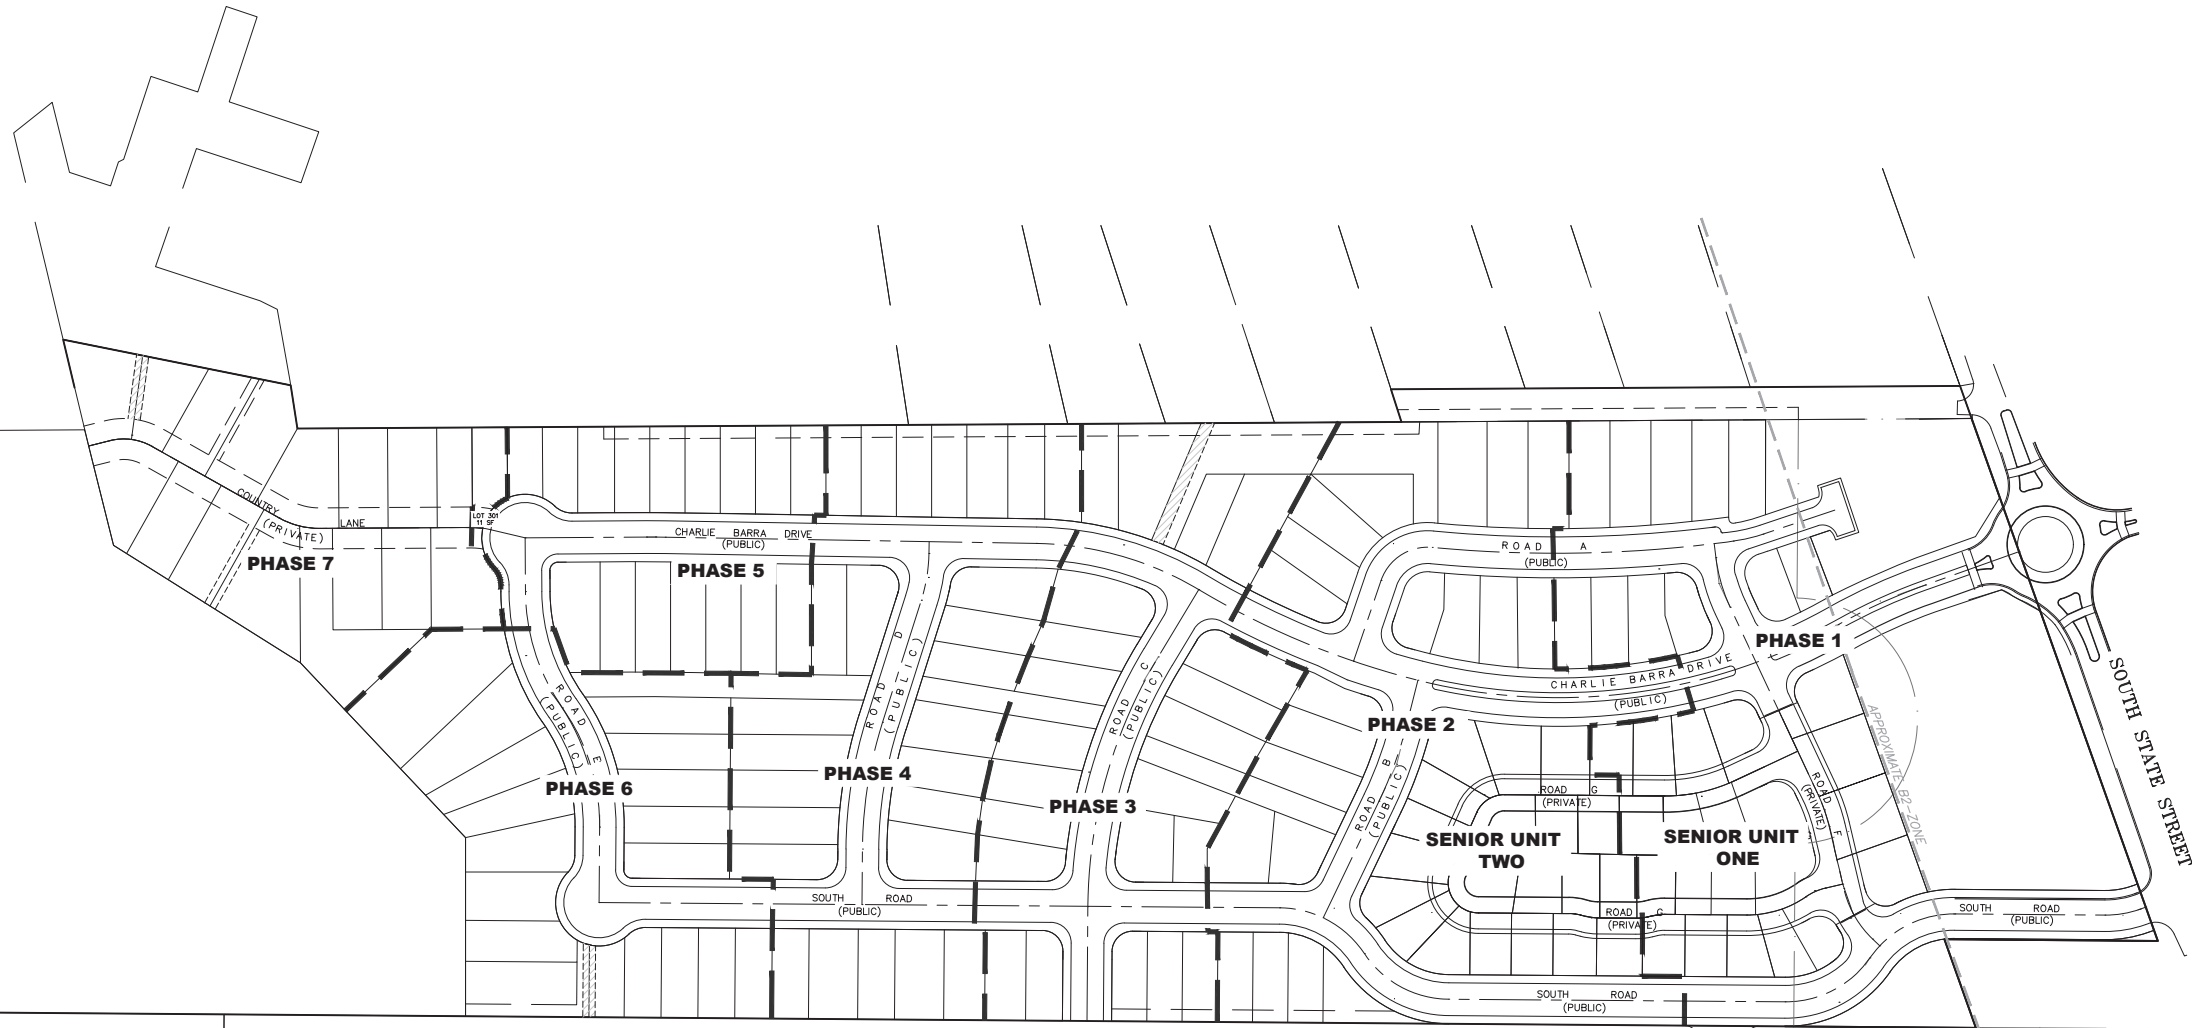 COUNTRY LANE
(PRIVATE)
PHASE 7
LOT 301
11 SF
CHARLIE BARRA DRIVE
(PUBLIC)
PHASE 5
ROAD A
(PUBLIC)
PHASE 1
CHARLIE BARRA DRIVE
(PUBLIC)
ROAD E
(PUBLIC)
PHASE 6
ROAD D
(PUBLIC)
PHASE 4
ROAD C
(PUBLIC)
PHASE 3
PHASE 2
ROAD B
(PUBLIC)
ROAD G
(PRIVATE)
SENIOR UNIT
TWO
SENIOR UNIT
ONE
ROAD F
(PRIVATE)
APPROXIMATE B2-ZONE
SOUTH STATE STREET
SOUTH ROAD
(PUBLIC)
ROAD G
(PRIVATE)
SOUTH ROAD
(PUBLIC)
SOUTH ROAD
(PUBLIC)